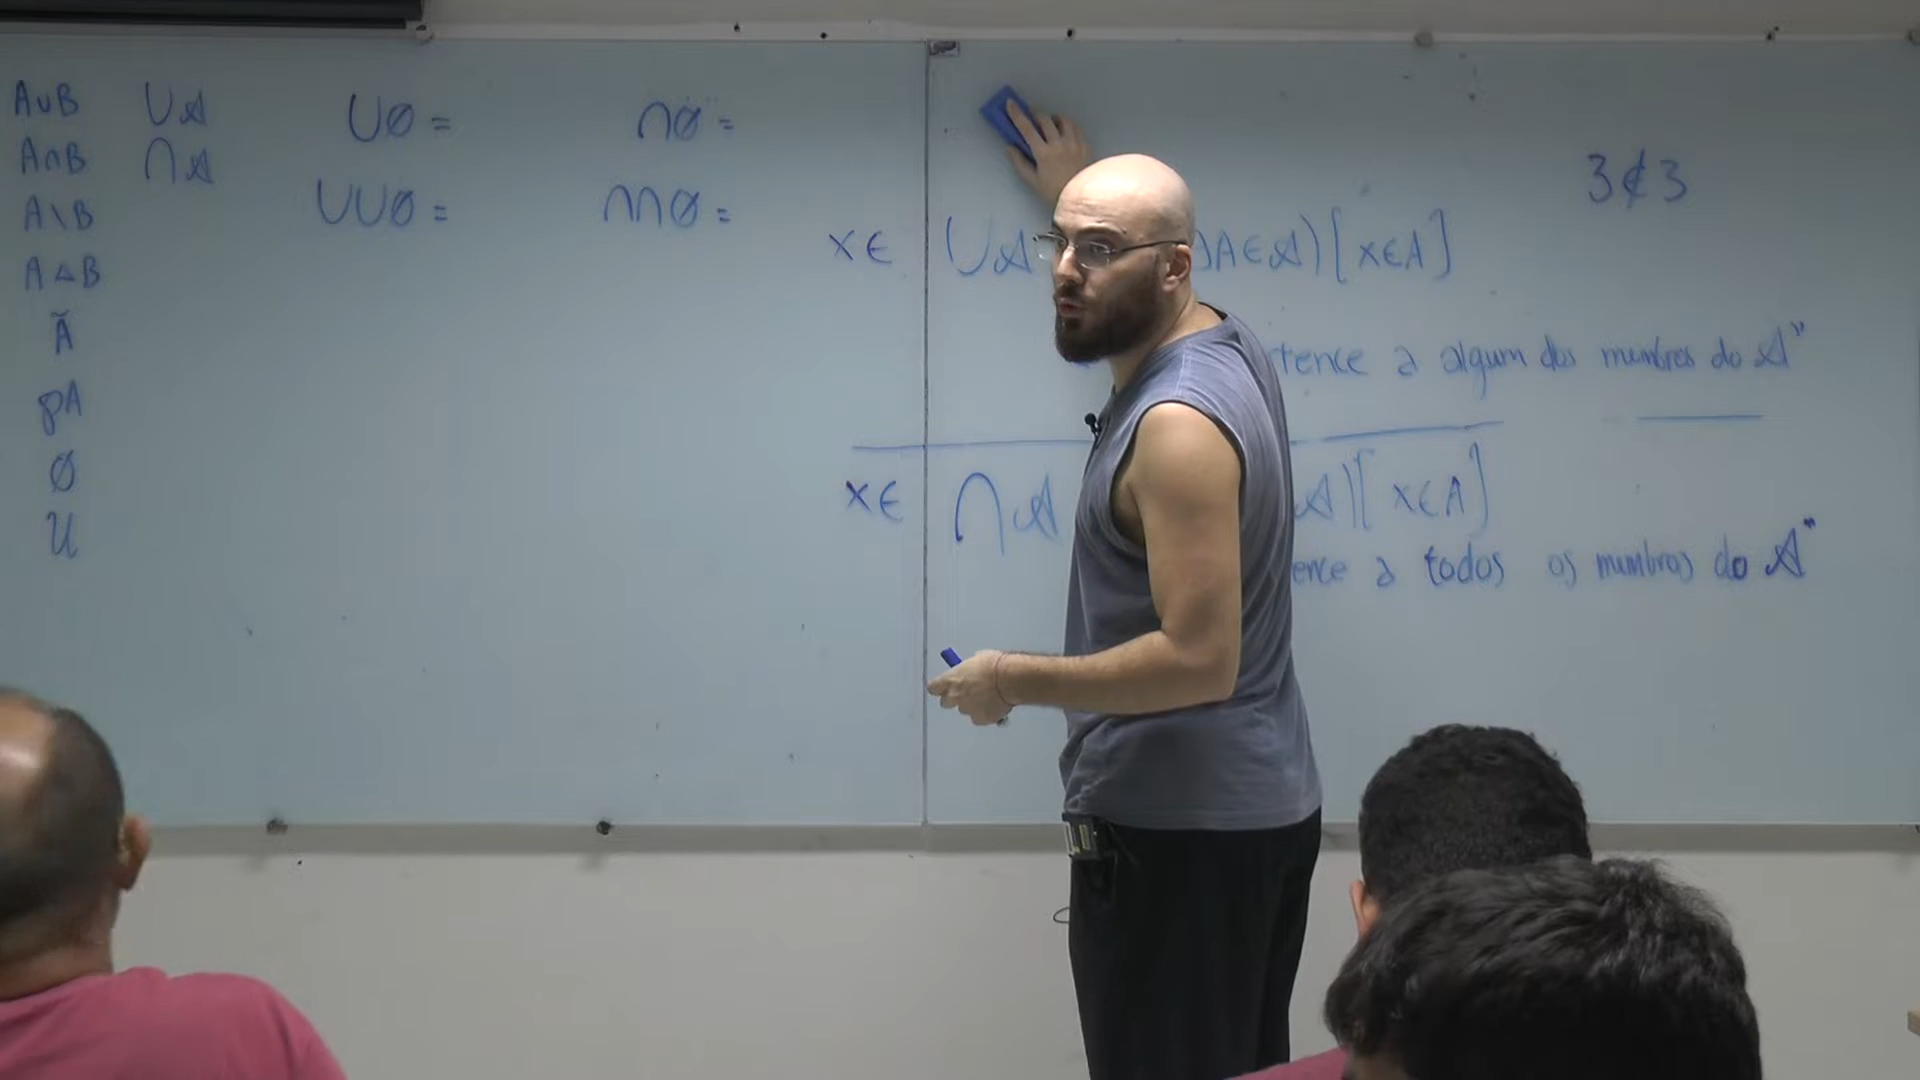 A∪B
A∩B
A\B
A△B
Ã
℘A
∅
U
∪𝒜
∩𝒜
∪∅ =
∪∪∅ =
∩∅ =
∩∩∅ =
3 ∉ 3
x∈ ∪𝒜 A∈𝒜)[x∈A]
tence a algum dos membros do 𝒜"
x∈ ∩𝒜 𝒜)[x∈A]
ence a todos os membros do 𝒜"